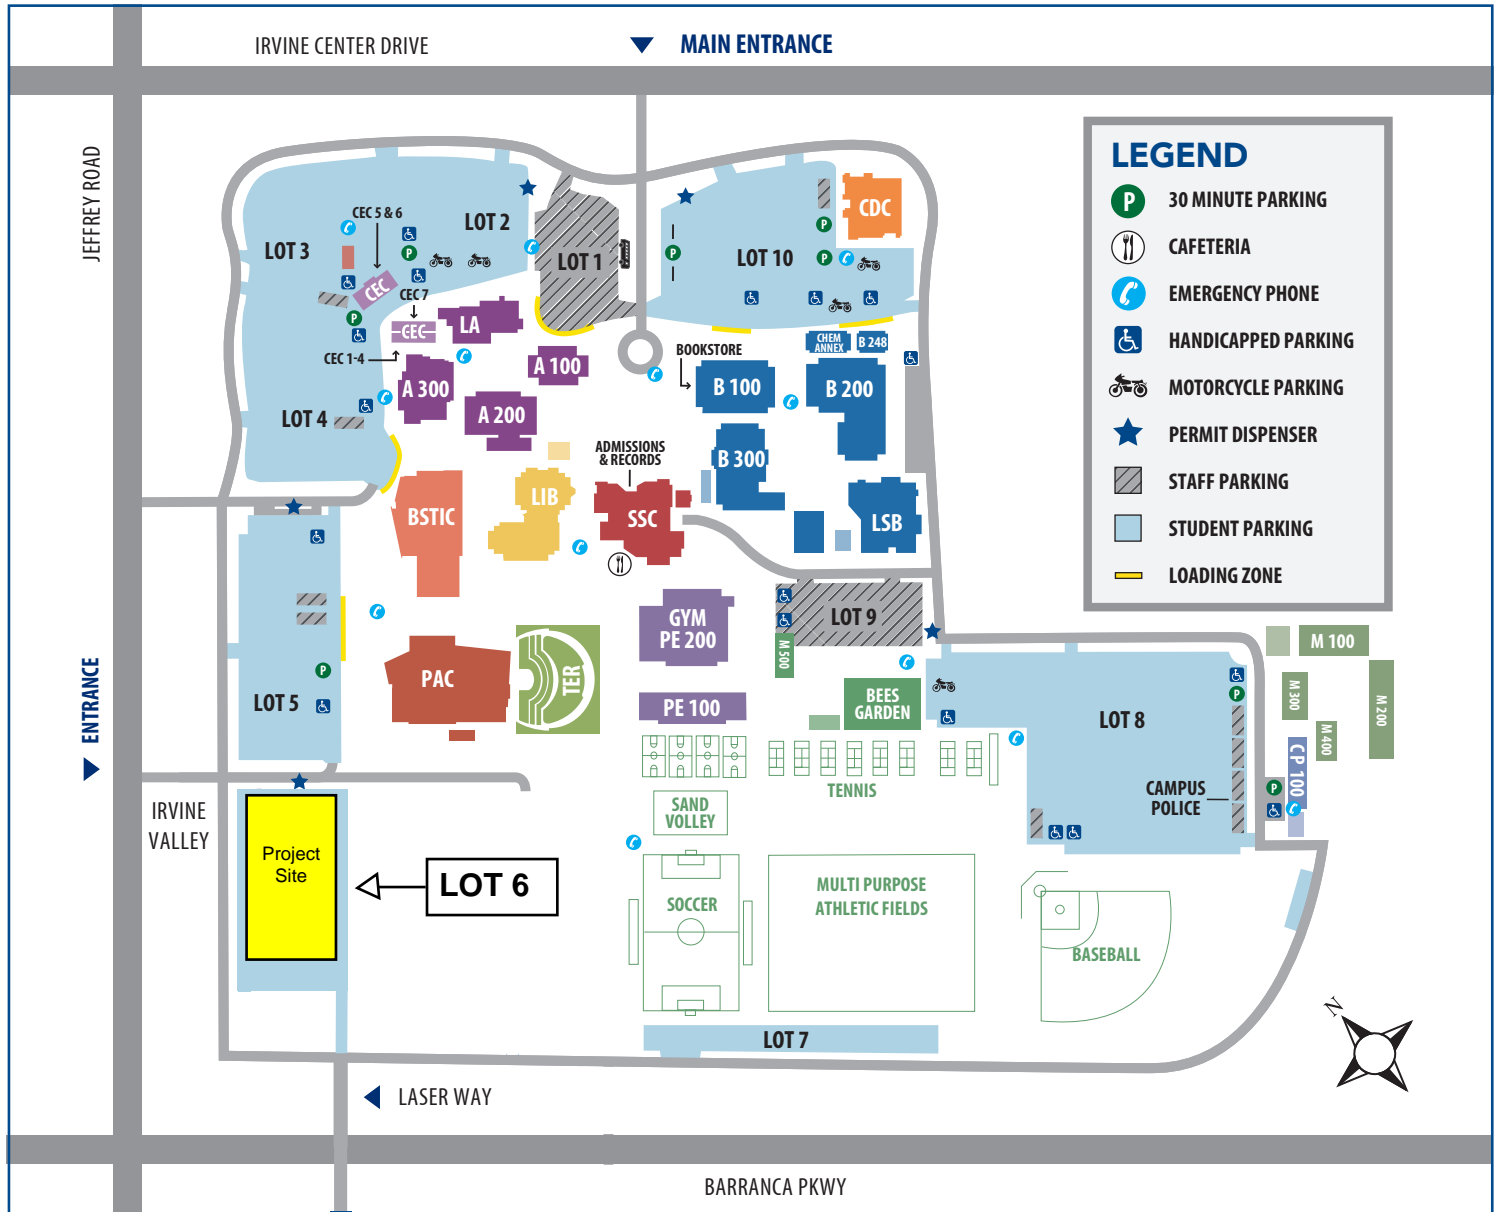 IRVINE CENTER DRIVE
MAIN ENTRANCE
JEFFREY ROAD
LEGEND
P 30 MINUTE PARKING
CAFETERIA
EMERGENCY PHONE
HANDICAPPED PARKING
MOTORCYCLE PARKING
PERMIT DISPENSER
STAFF PARKING
STUDENT PARKING
LOADING ZONE
CDC
CEC 5 & 6
LOT 2
LOT 3
P
LOT 1
P
LOT 10
P
P
CEC
CEC 7
P
CEC
LA
CEC 1-4
CHEM
ANNEX
B 248
BOOKSTORE
A 100
A 300
B 100
B 200
LOT 4
A 200
ADMISSIONS
& RECORDS
B 300
LIB
BSTIC
SSC
LSB
GYM
PE 200
LOT 9
M 500
M 100
PAC
TER
P
LOT 5
PE 100
BEES
GARDEN
LOT 8
P
M 300
M 200
M 400
CP 100
ENTRANCE
TENNIS
CAMPUS
POLICE
P
IRVINE
VALLEY
SAND
VOLLEY
Project
Site
LOT 6
SOCCER
MULTI PURPOSE
ATHLETIC FIELDS
BASEBALL
N
LOT 7
LASER WAY
BARRANCA PKWY